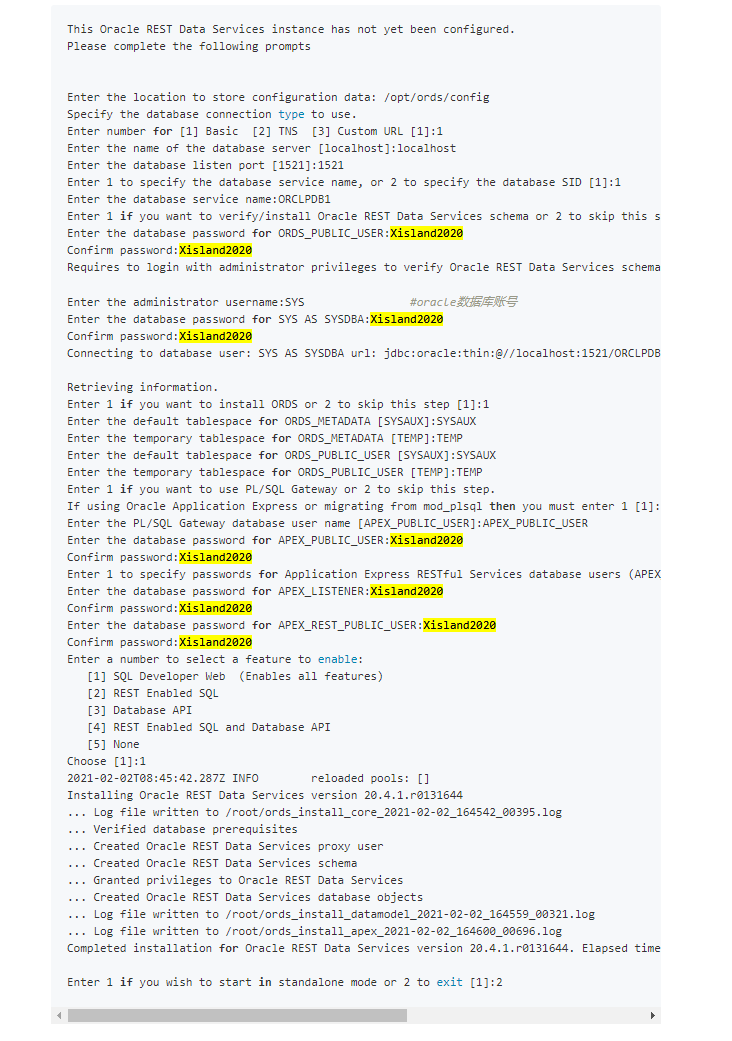 This Oracle REST Data Services instance has not yet been configured.
Please complete the following prompts
Enter the location to store configuration data: /opt/ords/config
Specify the database connection type to use.
Enter number for [1] Basic  [2] TNS  [3] Custom URL [1]:1
Enter the name of the database server [localhost]:localhost
Enter the database listen port [1521]:1521
Enter 1 to specify the database service name, or 2 to specify the database SID [1]:1
Enter the database service name:ORCLPDB1
Enter 1 if you want to verify/install Oracle REST Data Services schema or 2 to skip this s
Enter the database password for ORDS_PUBLIC_USER:Xisland2020
Confirm password:Xisland2020
Requires to login with administrator privileges to verify Oracle REST Data Services schema
Enter the administrator username:SYS                #oracle数据库账号
Enter the database password for SYS AS SYSDBA:Xisland2020
Confirm password:Xisland2020
Connecting to database user: SYS AS SYSDBA url: jdbc:oracle:thin:@//localhost:1521/ORCLPDB
Retrieving information.
Enter 1 if you want to install ORDS or 2 to skip this step [1]:1
Enter the default tablespace for ORDS_METADATA [SYSAUX]:SYSAUX
Enter the temporary tablespace for ORDS_METADATA [TEMP]:TEMP
Enter the default tablespace for ORDS_PUBLIC_USER [SYSAUX]:SYSAUX
Enter the temporary tablespace for ORDS_PUBLIC_USER [TEMP]:TEMP
Enter 1 if you want to use PL/SQL Gateway or 2 to skip this step.
If using Oracle Application Express or migrating from mod_plsql then you must enter 1 [1]:
Enter the PL/SQL Gateway database user name [APEX_PUBLIC_USER]:APEX_PUBLIC_USER
Enter the database password for APEX_PUBLIC_USER:Xisland2020
Confirm password:Xisland2020
Enter 1 to specify passwords for Application Express RESTful Services database users (APEX
Enter the database password for APEX_LISTENER:Xisland2020
Confirm password:Xisland2020
Enter the database password for APEX_REST_PUBLIC_USER:Xisland2020
Confirm password:Xisland2020
Enter a number to select a feature to enable:
   [1] SQL Developer Web  (Enables all features)
   [2] REST Enabled SQL
   [3] Database API
   [4] REST Enabled SQL and Database API
   [5] None
Choose [1]:1
2021-02-02T08:45:42.287Z INFO        reloaded pools: []
Installing Oracle REST Data Services version 20.4.1.r0131644
... Log file written to /root/ords_install_core_2021-02-02_164542_00395.log
... Verified database prerequisites
... Created Oracle REST Data Services proxy user
... Created Oracle REST Data Services schema
... Granted privileges to Oracle REST Data Services
... Created Oracle REST Data Services database objects
... Log file written to /root/ords_install_datamodel_2021-02-02_164559_00321.log
... Log file written to /root/ords_install_apex_2021-02-02_164600_00696.log
Completed installation for Oracle REST Data Services version 20.4.1.r0131644. Elapsed time
Enter 1 if you wish to start in standalone mode or 2 to exit [1]:2